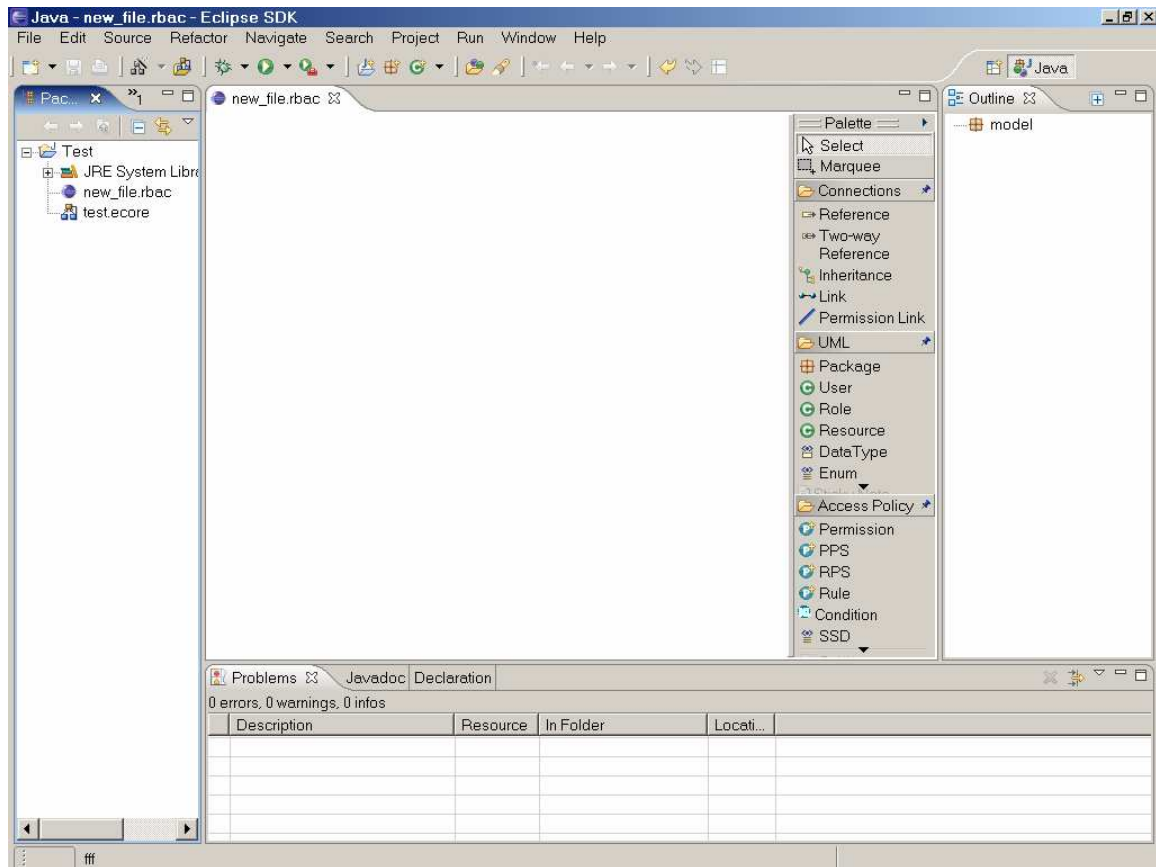 Java - new_file.rbac - Eclipse SDK
File Edit Source Refactor Navigate Search Project Run Window Help
Java
Pac...
»1
new_file.rbac
Outline
Test
JRE System Libra
new_file.rbac
test.ecore
Palette
Select
Marquee
Connections
Reference
Two-way
Reference
Inheritance
Link
Permission Link
UML
Package
User
Role
Resource
DataType
Enum
Access Policy
Permission
PPS
RPS
Rule
Condition
SSD
model
Problems Javadoc Declaration
0 errors, 0 warnings, 0 infos
Description Resource In Folder Locati...
fff